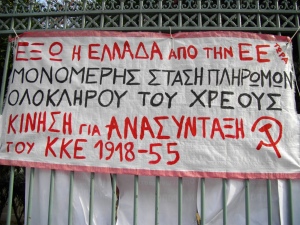 ΕΞΩ Η ΕΛΛΑΔΑ ΑΠΟ ΤΗΝ ΕΕ
ΜΟΝΟΜΕΡΗΣ ΣΤΑΣΗ ΠΛΗΡΩΜΩΝ
ΟΛΟΚΛΗΡΟΥ ΤΟΥ ΧΡΕΟΥΣ
ΚΙΝΗΣΗ για ΑΝΑΣΥΝΤΑΞΗ
του ΚΚΕ 1918-55